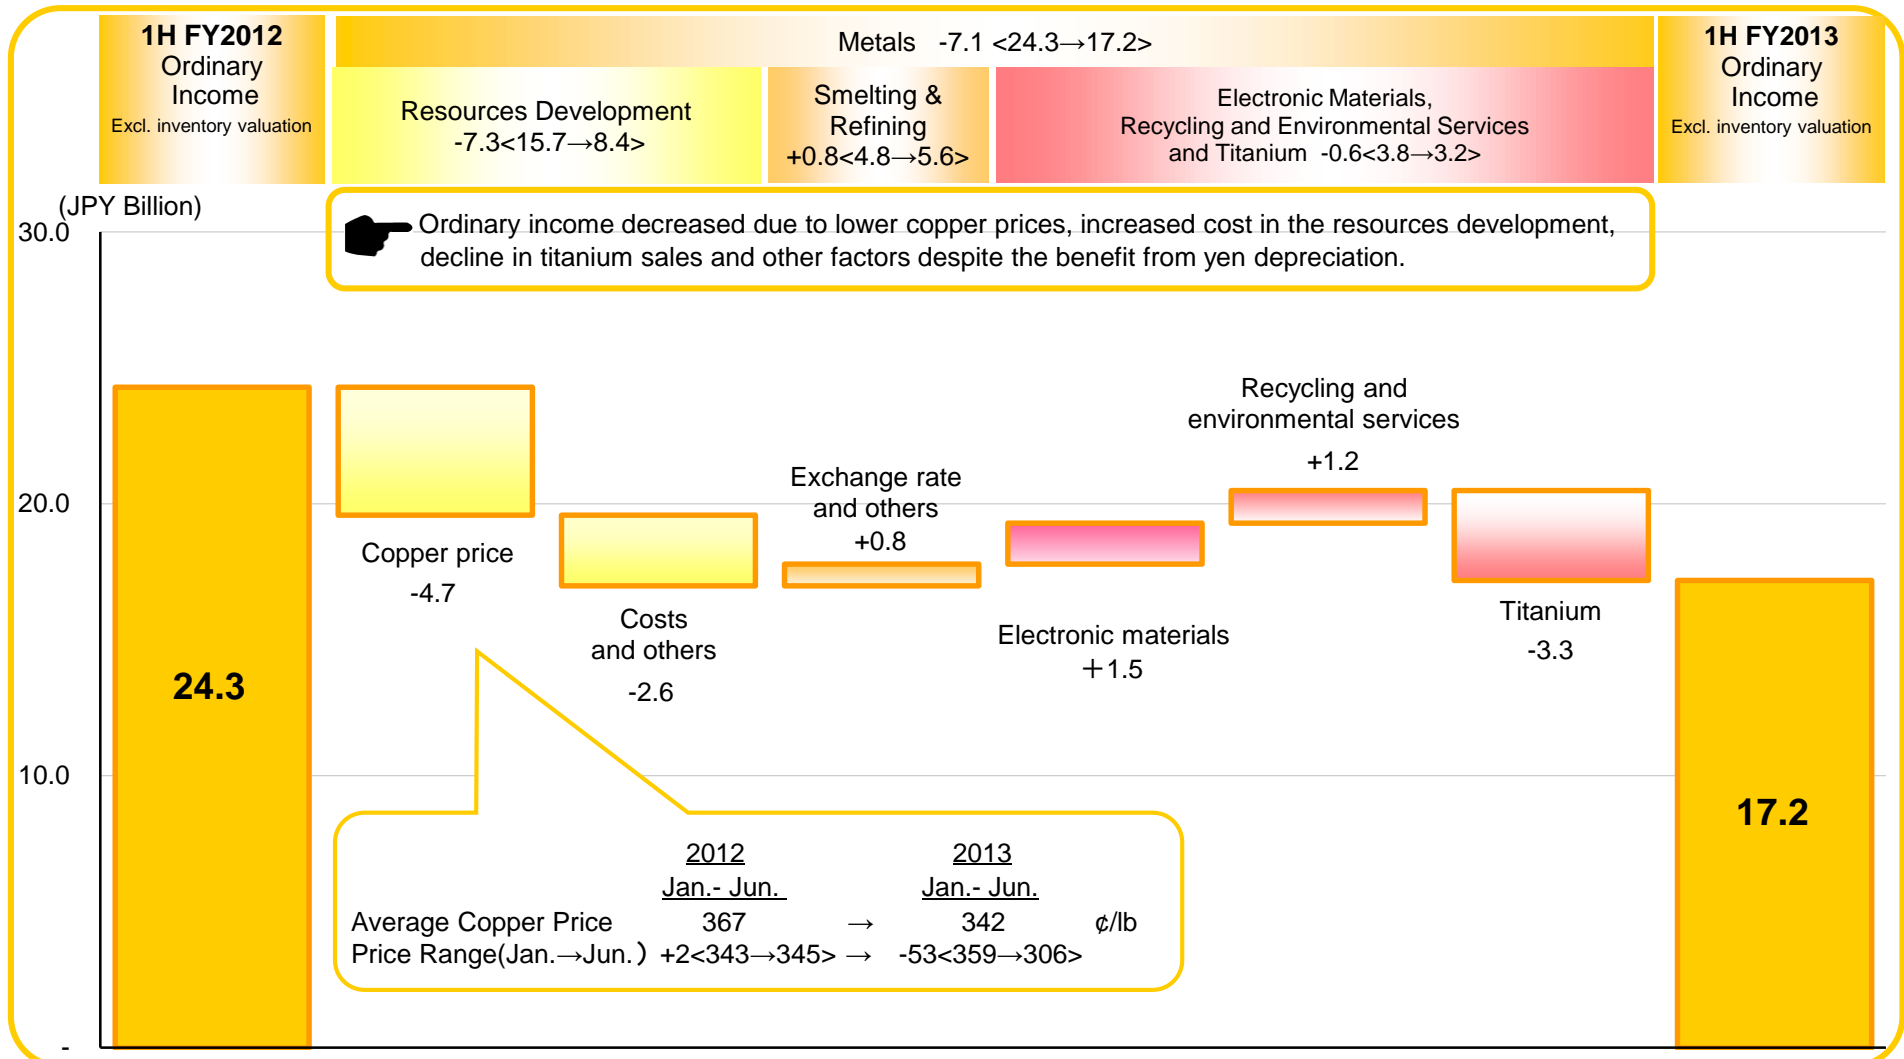 1H FY2012
Ordinary
Income
Excl. inventory valuation
Metals -7.1 <24.3→17.2>
Resources Development
-7.3<15.7→8.4>
Smelting &
Refining
+0.8<4.8→5.6>
Electronic Materials,
Recycling and Environmental Services
and Titanium -0.6<3.8→3.2>
1H FY2013
Ordinary
Income
Excl. inventory valuation
(JPY Billion)
30.0
20.0
10.0
-
Ordinary income decreased due to lower copper prices, increased cost in the resources development,
decline in titanium sales and other factors despite the benefit from yen depreciation.
24.3
Copper price
-4.7
Costs
and others
-2.6
Exchange rate
and others
+0.8
Electronic materials
＋1.5
Recycling and
environmental services
+1.2
Titanium
-3.3
17.2
2012 2013
Jan.- Jun. Jan.- Jun.
Average Copper Price 367 → 342 ¢/lb
Price Range(Jan.→Jun.) +2<343→345> → -53<359→306>